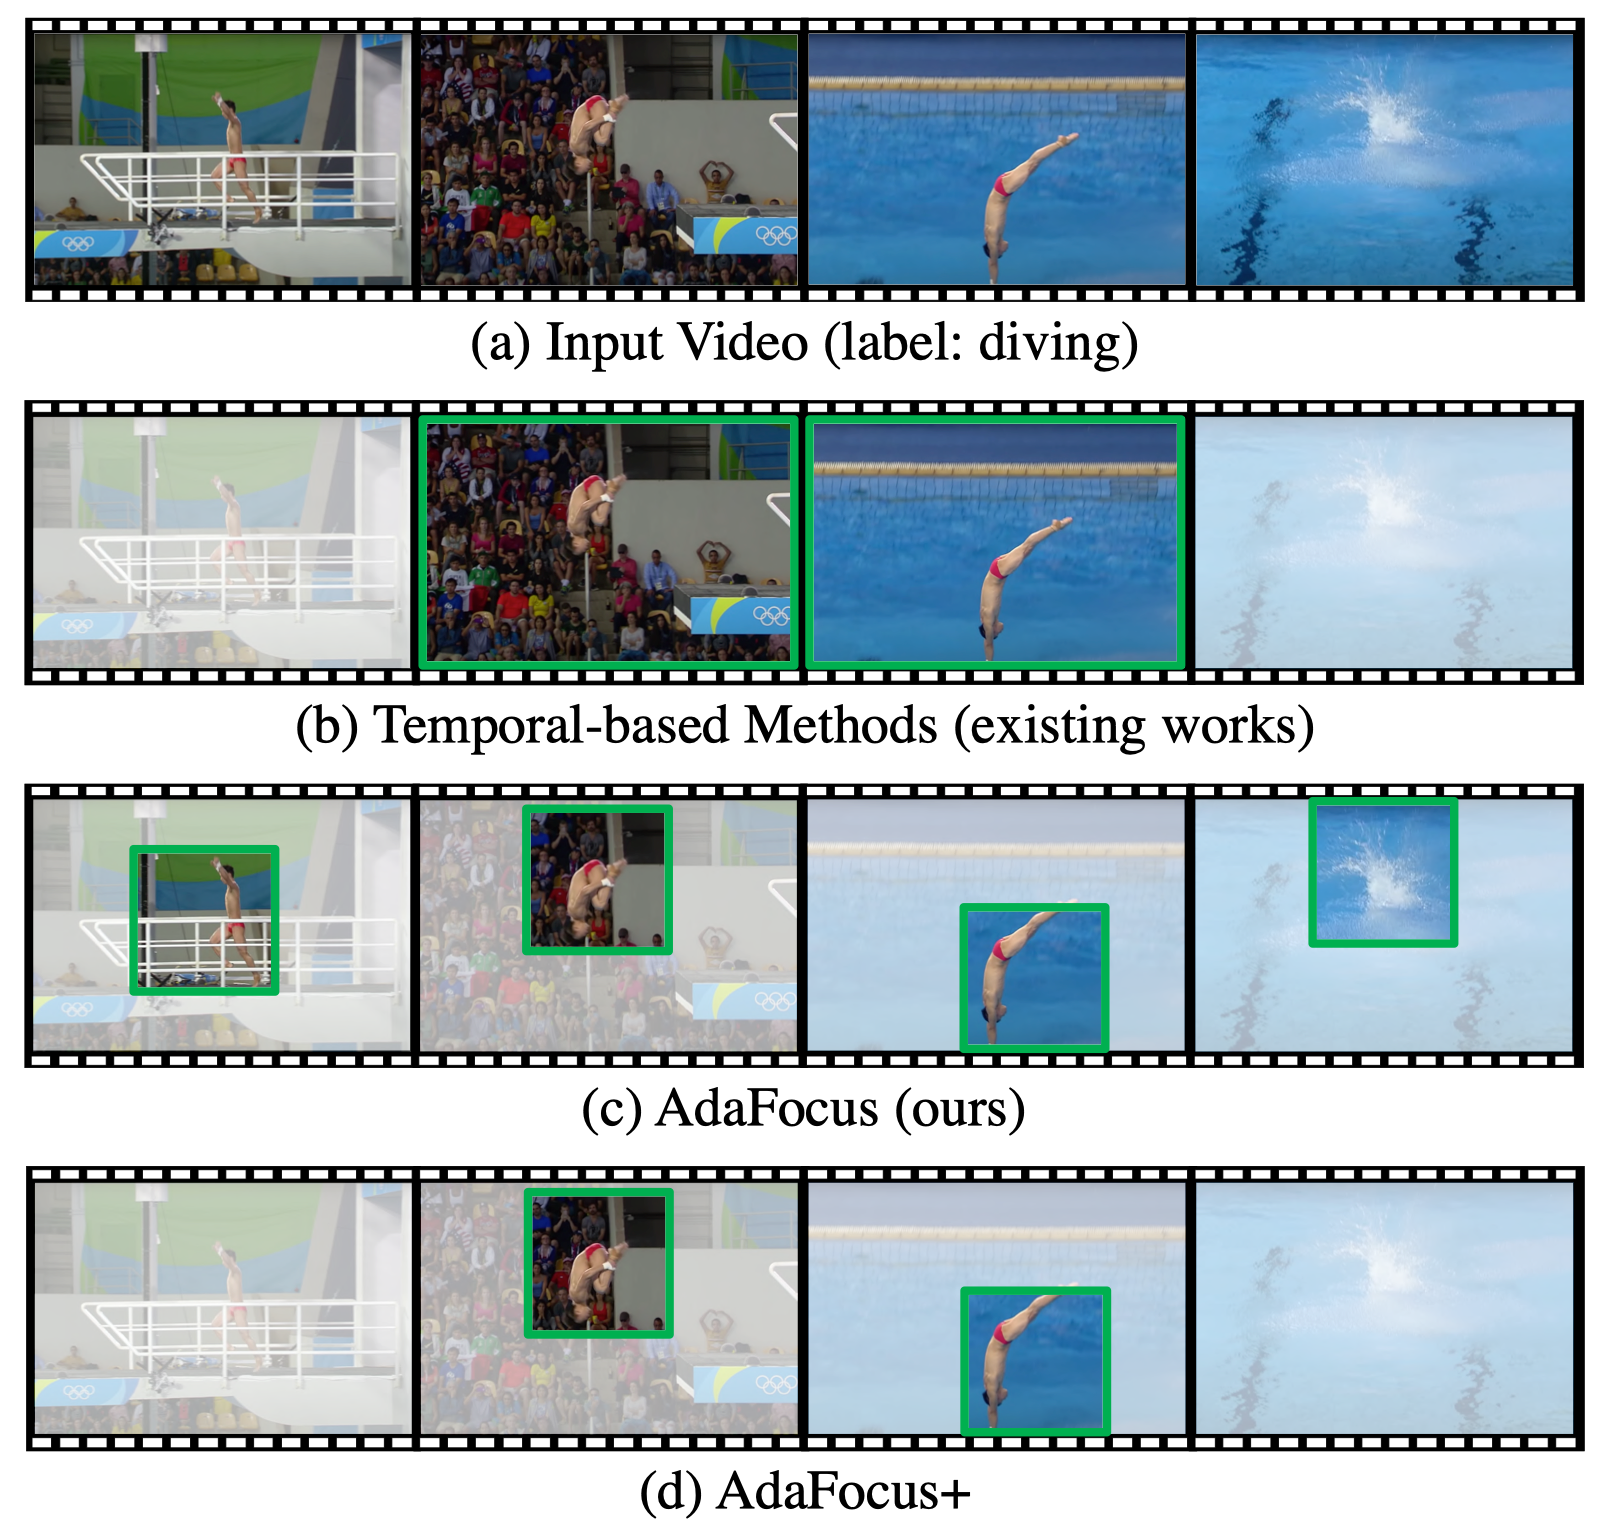 (a) Input Video (label: diving)
(b) Temporal-based Methods (existing works)
(c) AdaFocus (ours)
(d) AdaFocus+